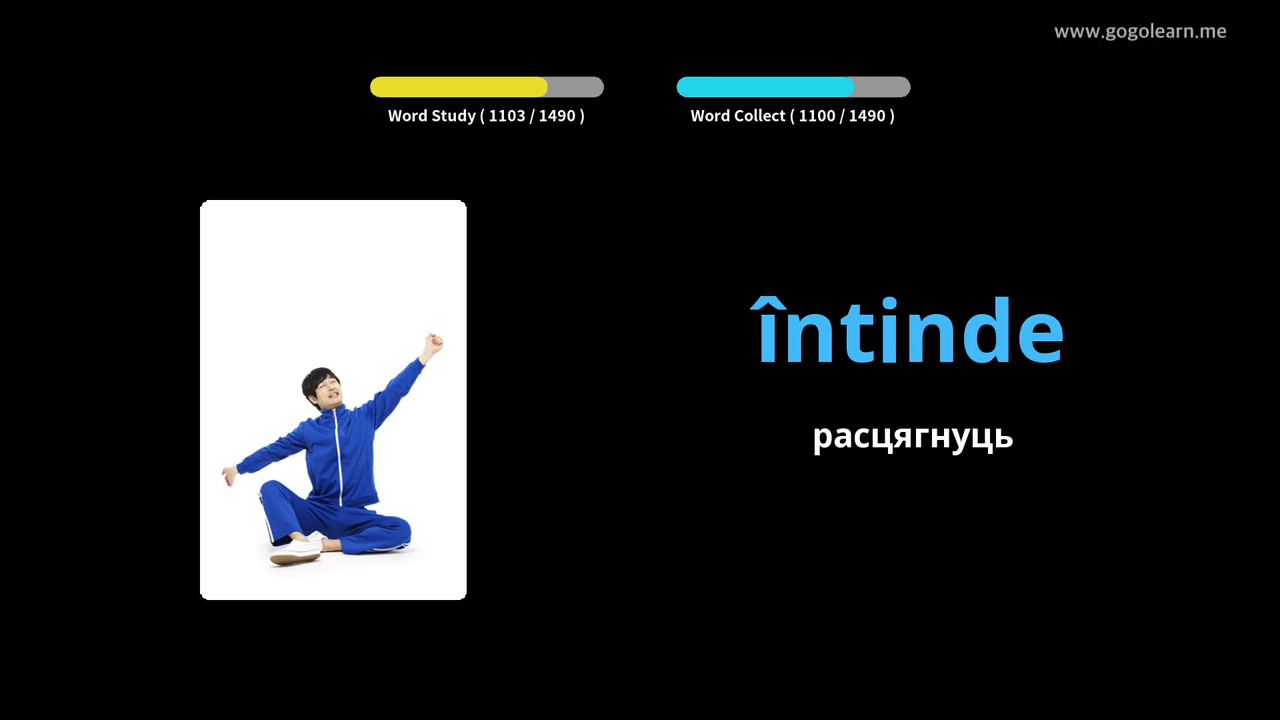 www.gogolearn.me
Word Study ( 1103 / 1490 )
Word Collect ( 1100 / 1490 )
întinde
расцягнуць